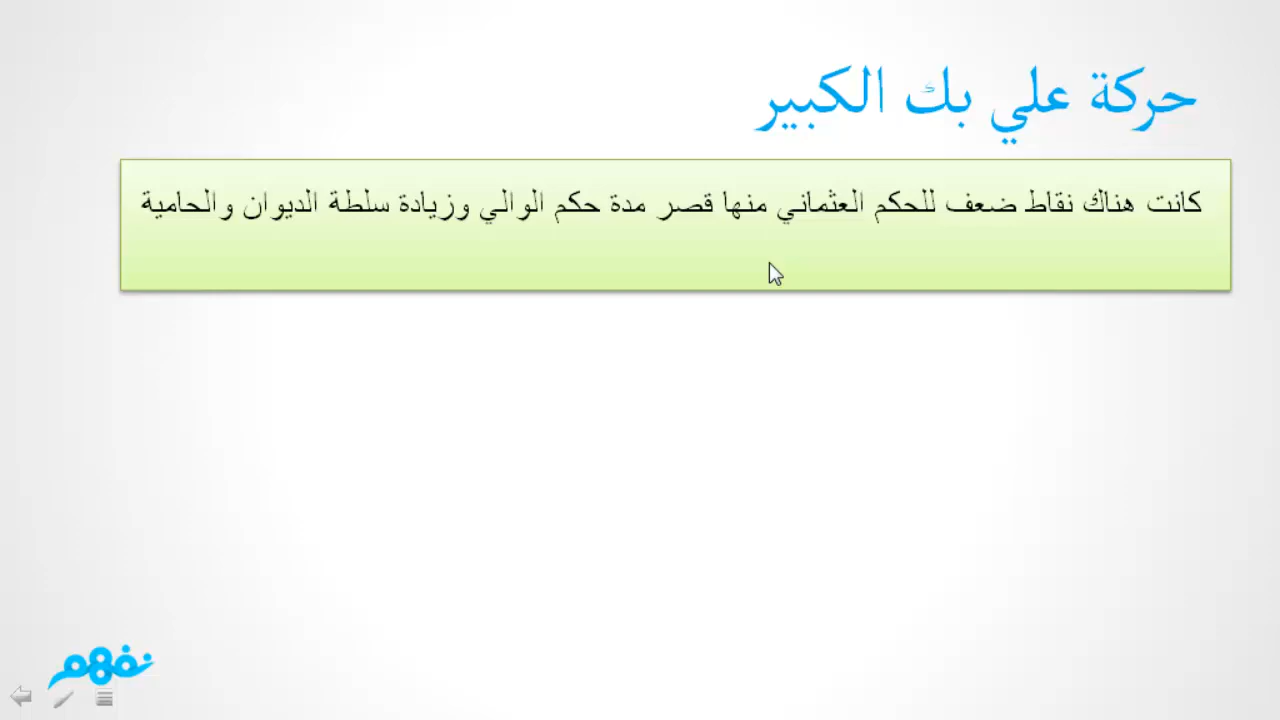 حركة علي بك الكبير
كانت هناك نقاط ضعف للحكم العثماني منها قصر مدة حكم الوالي وزيادة سلطة الديوان والحامية
نفهم